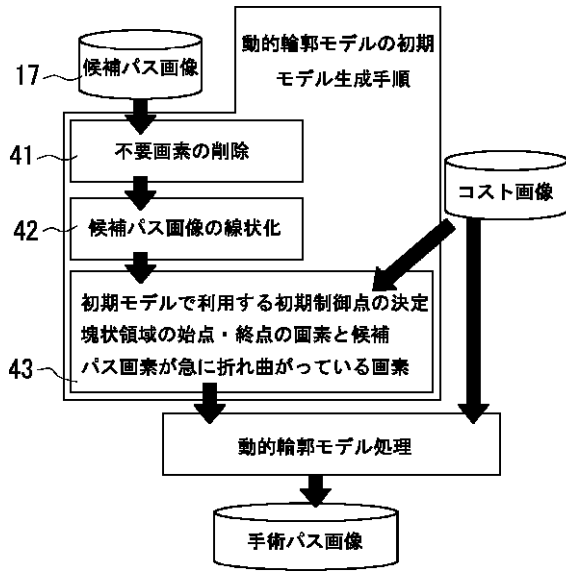 候補パス画像
17
動的輪郭モデルの初期
モデル生成手順
41
不要画素の削除
コスト画像
42
候補パス画像の線状化
初期モデルで利用する初期制御点の決定
塊状領域の始点・終点の画素と候補
パス画素が急に折れ曲がっている画素
43
動的輪郭モデル処理
手術パス画像